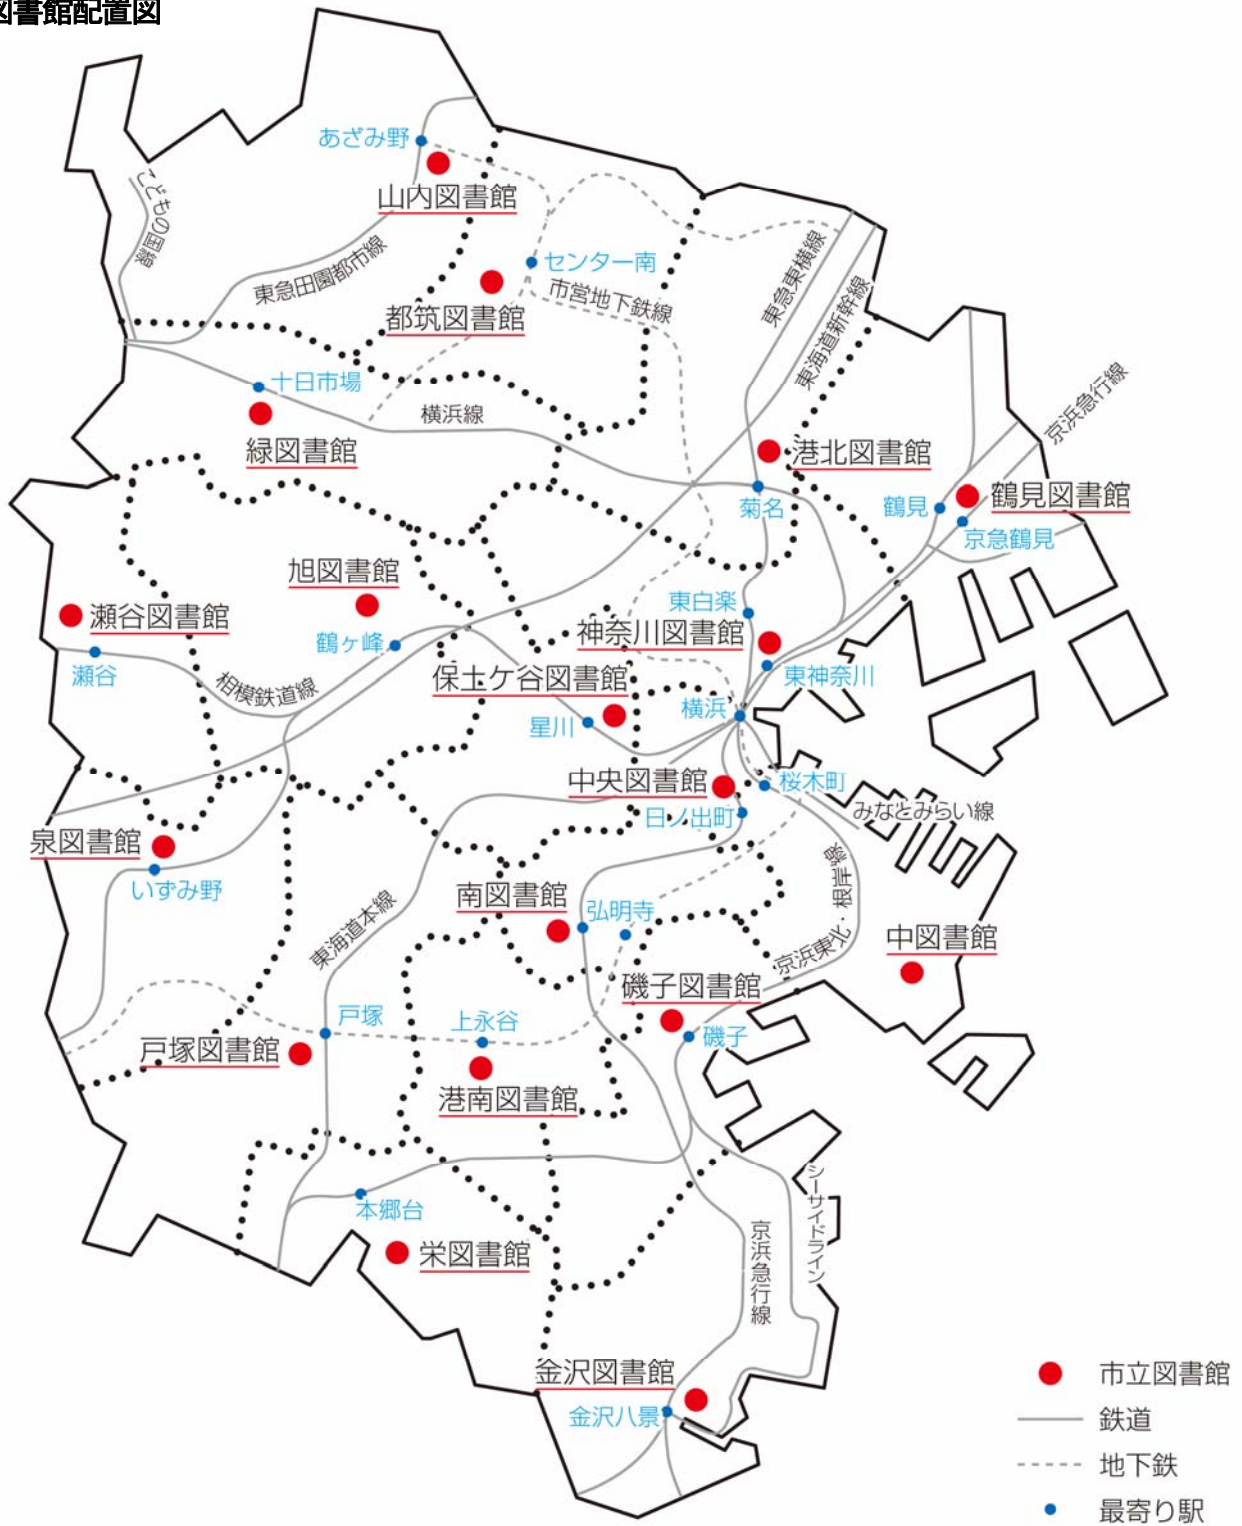 図書館配置図
あざみ野
山内図書館
こどもの国線
東急田園都市線
センター南
市営地下鉄線
都筑図書館
東急東横線
東海道新幹線
十日市場
緑図書館
横浜線
京浜急行線
港北図書館
菊名
鶴見
鶴見図書館
京急鶴見
旭図書館
瀬谷図書館
鶴ヶ峰
瀬谷
相模鉄道線
東白楽
神奈川図書館
東神奈川
保土ケ谷図書館
横浜
星川
中央図書館
桜木町
日ノ出町
みなとみらい線
泉図書館
いずみ野
南図書館
弘明寺
東海道本線
京浜東北・根岸線
中図書館
磯子図書館
磯子
戸塚
上永谷
戸塚図書館
港南図書館
本郷台
栄図書館
シーサイドライン
京浜急行線
金沢図書館
金沢八景
市立図書館
鉄道
地下鉄
最寄り駅